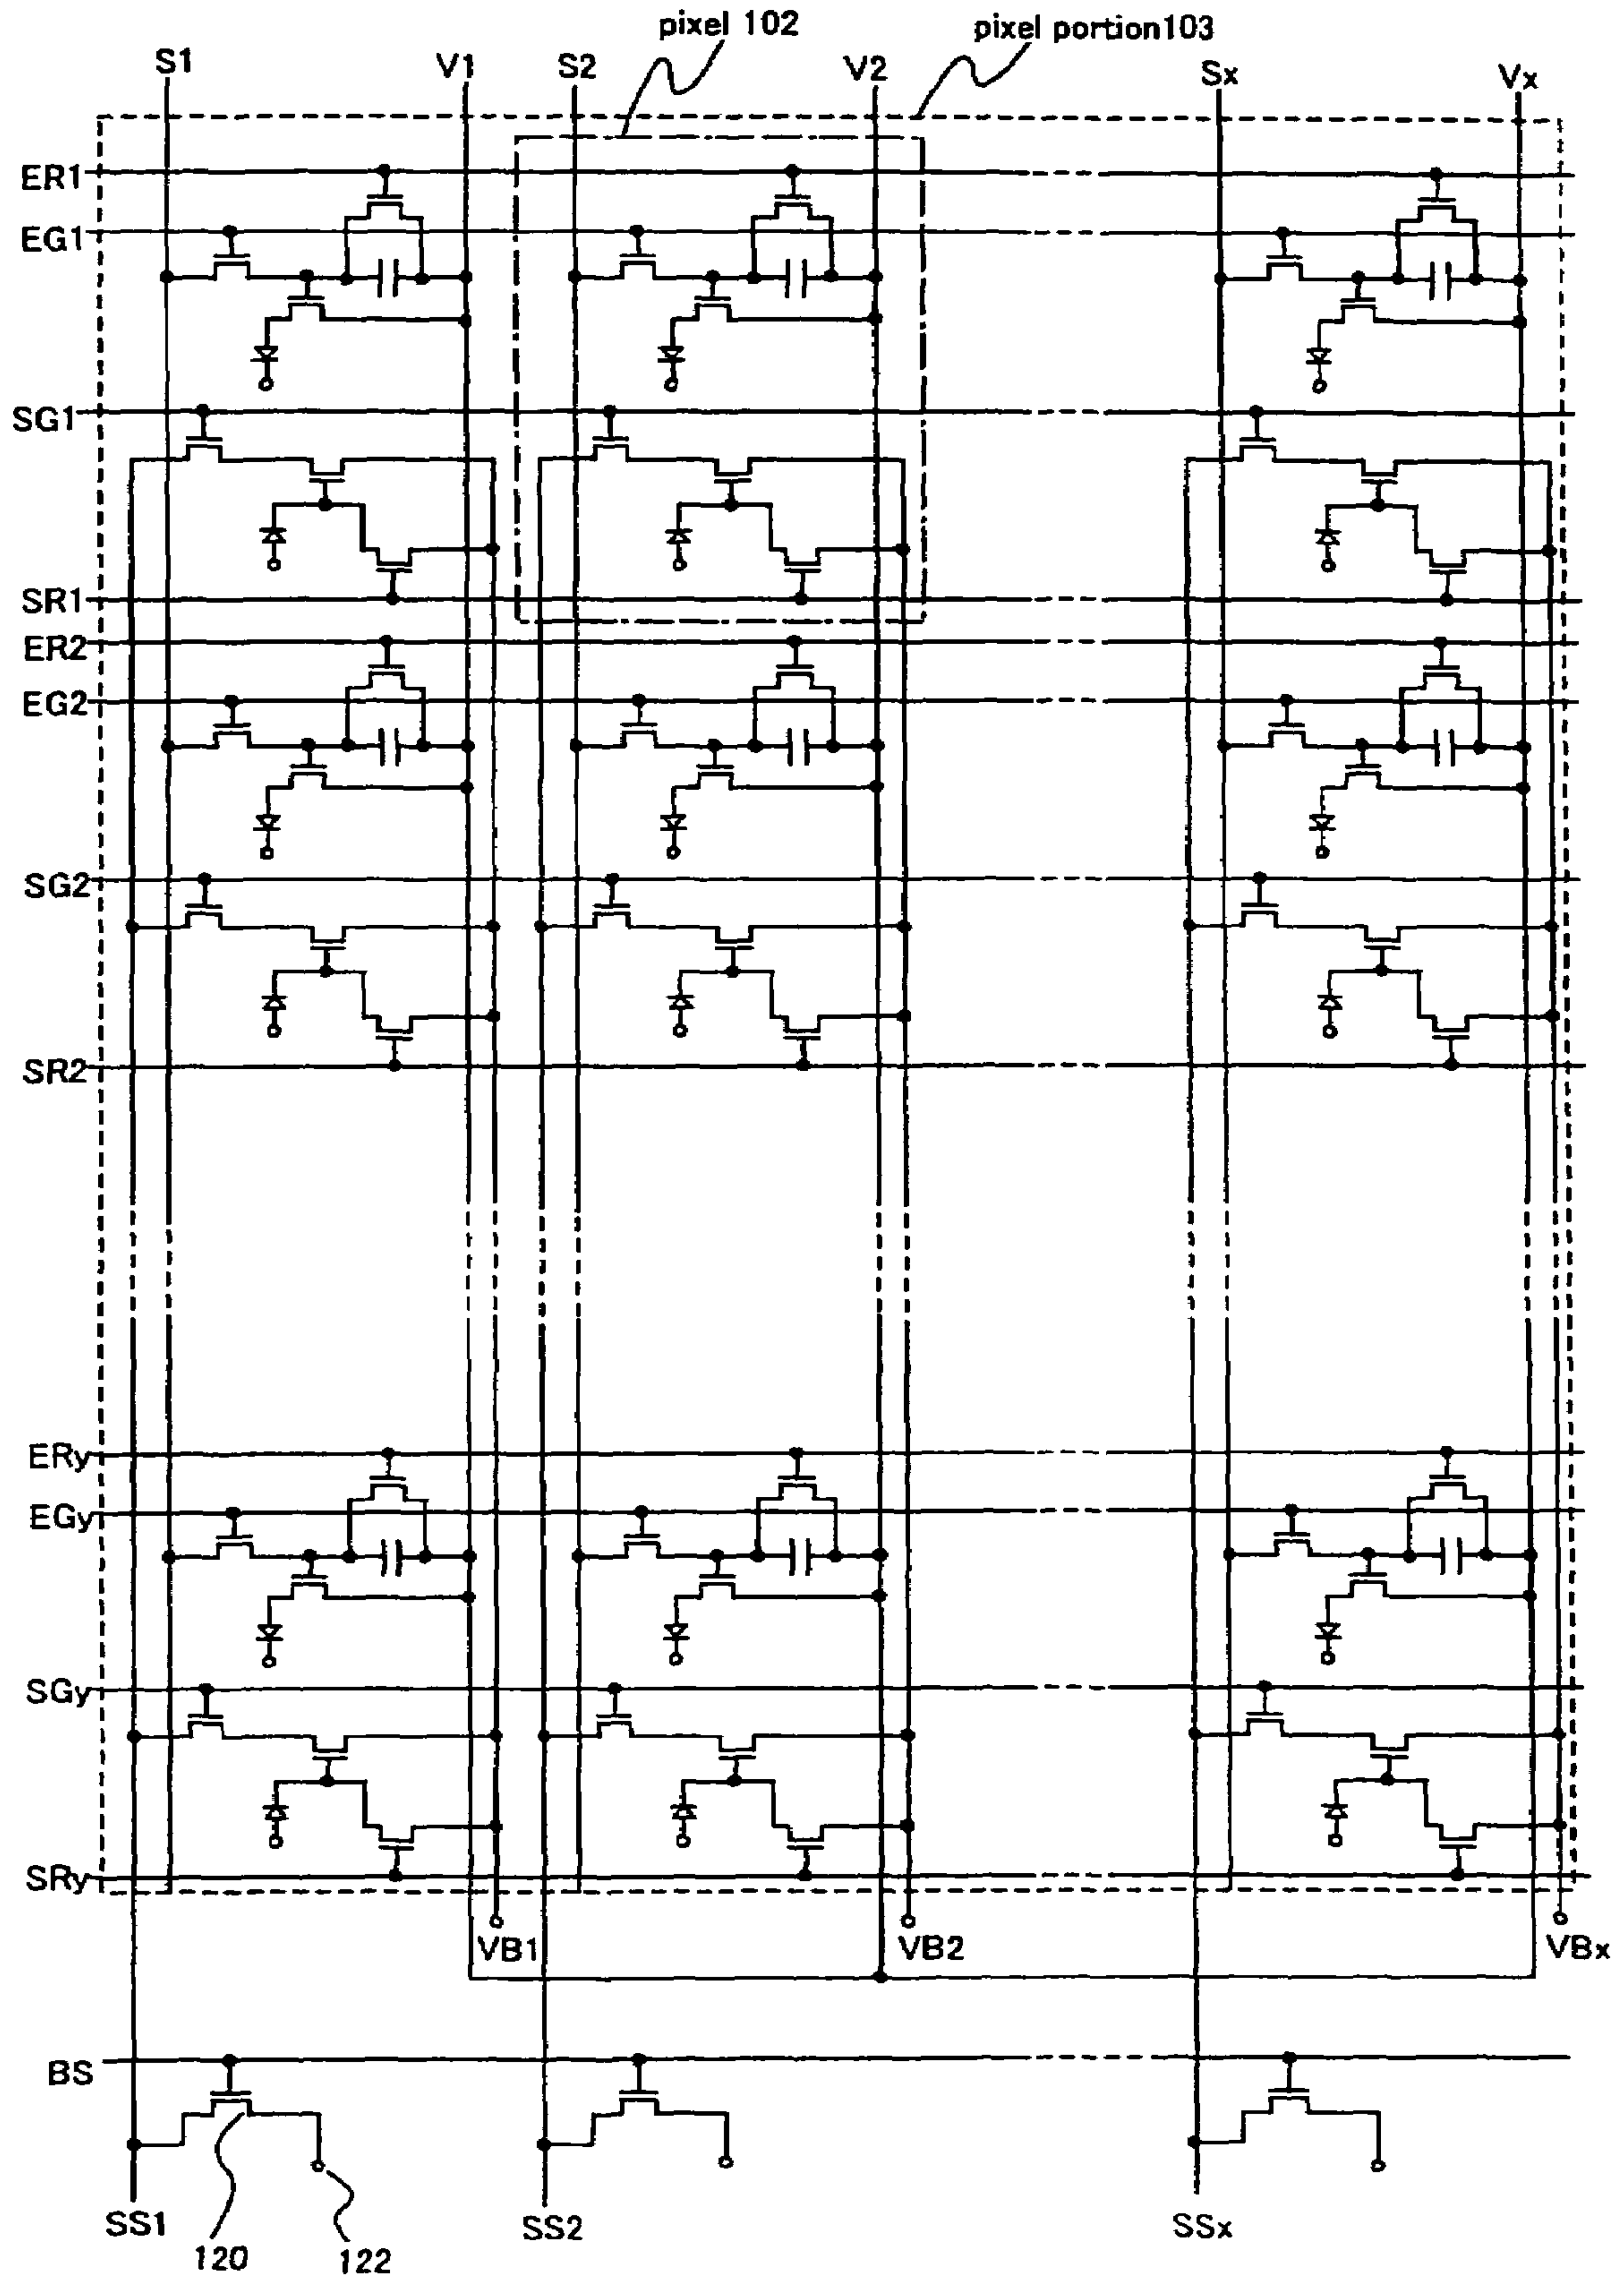 pixel 102
pixel portion103
S1
V1
S2
V2
Sx
Vx
ER1
EG1
SG1
SR1
ER2
EG2
SG2
SR2
ERy
EGy
SGy
SRy
VB1
VB2
VBx
BS
SS1
120
122
SS2
SSx